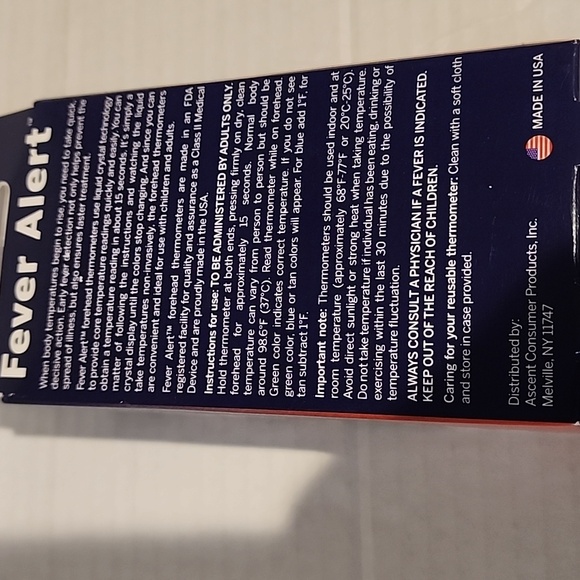 Fever Alert™
When body temperatures begin to rise you need to take quick,
decisive action. Early fever detection not only helps prevent the
spread of illness, but also ensures faster treatment.
Fever Alert™ forehead thermometers use liquid crystal technology
to provide core temperature readings quickly and easily. You can
obtain a temperature reading in about 15 seconds. It's simply a
matter of following the instructions and watching the liquid
crystal display until the colors stop changing. And since you can
take temperatures non-invasively, the forehead thermometers
are convenient and ideal for use with children and adults.
Fever Alert™ forehead thermometers are made in an FDA
registered facility for quality and assurance as a Class II Medical
Device and are proudly made in the USA.
Instructions for use: TO BE ADMINISTERED BY ADULTS ONLY.
Hold thermometer at both ends, pressing firmly on dry, clean
forehead for approximately 15 seconds. Normal body
temperature can vary from person to person but should be
around 98.6°F (37°C). Read thermometer while on forehead.
Green color indicates correct temperature. If you do not see
green color, blue or tan colors will appear. For blue add 1°F. for
tan subtract 1°F.
Important note: Thermometers should be used indoor and at
room temperature (approximately 68°F-77°F or 20°C-25°C).
Avoid direct sunlight or strong heat when taking temperature.
Do not take temperature if individual has been eating, drinking or
exercising within the last 30 minutes due to the possibility of
temperature fluctuation.
ALWAYS CONSULT A PHYSICIAN IF A FEVER IS INDICATED.
KEEP OUT OF THE REACH OF CHILDREN.
Caring for your reusable thermometer: Clean with a soft cloth
and store in case provided.
Distributed by:
Ascent Consumer Products, Inc.
Melville, NY 11747
MADE IN USA